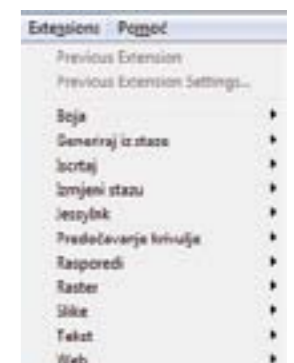 Extensions Pomoć
Previous Extension
Previous Extension Settings...
Boja
Generiraj iz staze
Iscrtaj
Izmjeni stazu
JessyInk
Predočavanje krivulje
Rasporedi
Raster
Slike
Tekst
Web